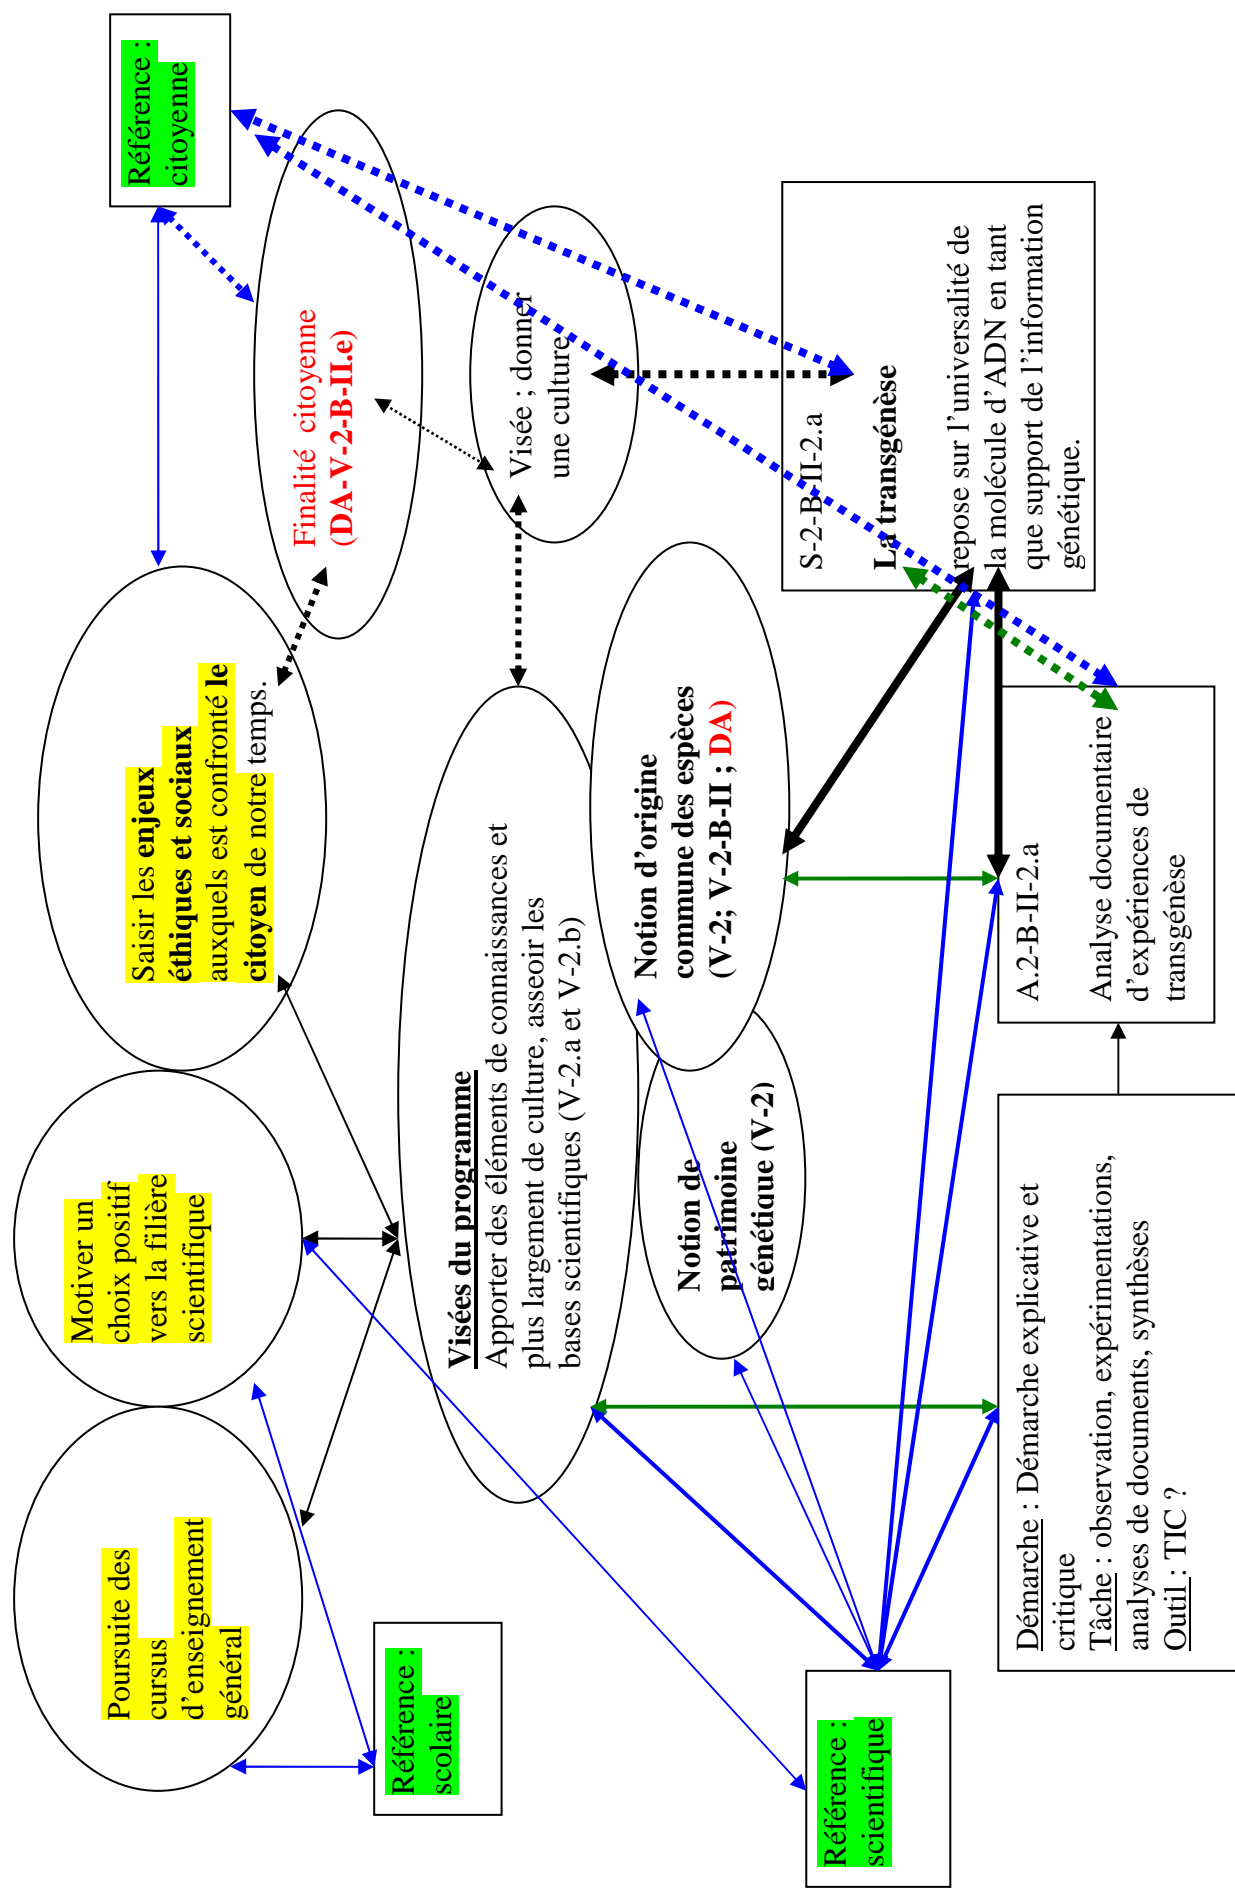 Poursuite des
cursus
d'enseignement
général
Motiver un
choix positif
vers la filière
scientifique
Saisir les enjeux
éthiques et sociaux
auxquels est confronté le
citoyen de notre temps.
Référence :
citoyenne
Finalité citoyenne
(DA-V-2-B-II.e)
Référence :
scolaire
Visées du programme
Apporter des éléments de connaissances et
plus largement de culture, asseoir les
bases scientifiques (V-2.a et V-2.b)
Visée ; donner
une culture
Notion de
patrimoine
génétique (V-2)
Notion d’origine
commune des espèces
(V-2; V-2-B-II ; DA)
S-2-B-II-2.a
La transgénèse
repose sur l’universalité de
la molécule d’ADN en tant
que support de l’information
génétique.
Référence :
scientifique
Démarche : Démarche explicative et
critique
Tâche : observation, expérimentations,
analyses de documents, synthèses
Outil : TIC ?
A.2-B-II-2.a
Analyse documentaire
d’expériences de
transgénèse